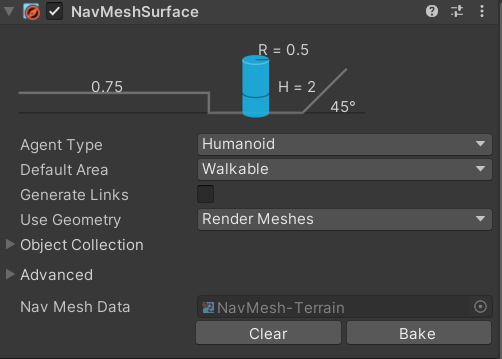 NavMeshSurface
R = 0.5
0.75
H = 2
45°
Agent Type Humanoid
Default Area Walkable
Generate Links
Use Geometry Render Meshes
Object Collection
Advanced
Nav Mesh Data NavMesh-Terrain
Clear Bake